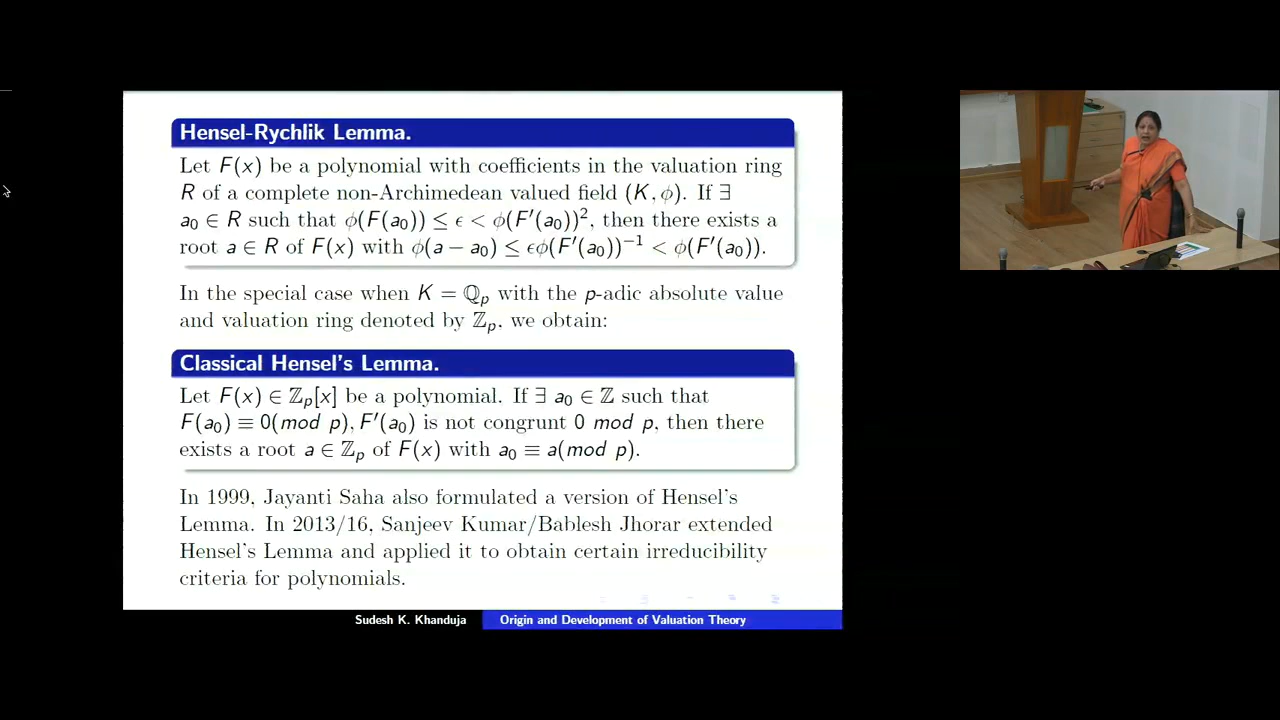 Hensel-Rychlik Lemma.
Let F(x) be a polynomial with coefficients in the valuation ring
R of a complete non-Archimedean valued field (K, ϕ). If ∃
a₀ ∈ R such that ϕ(F(a₀)) ≤ ϵ < ϕ(F′(a₀))², then there exists a
root a ∈ R of F(x) with ϕ(a − a₀) ≤ ϵϕ(F′(a₀))⁻¹ < ϕ(F′(a₀)).
In the special case when K = ℚₚ with the p-adic absolute value
and valuation ring denoted by ℤₚ, we obtain:
Classical Hensel's Lemma.
Let F(x) ∈ ℤₚ[x] be a polynomial. If ∃ a₀ ∈ ℤ such that
F(a₀) ≡ 0(mod p), F′(a₀) is not congrunt 0 mod p, then there
exists a root a ∈ ℤₚ of F(x) with a₀ ≡ a(mod p).
In 1999, Jayanti Saha also formulated a version of Hensel's
Lemma. In 2013/16, Sanjeev Kumar/Bablesh Jhorar extended
Hensel's Lemma and applied it to obtain certain irreducibility
criteria for polynomials.
Sudesh K. Khanduja
Origin and Development of Valuation Theory